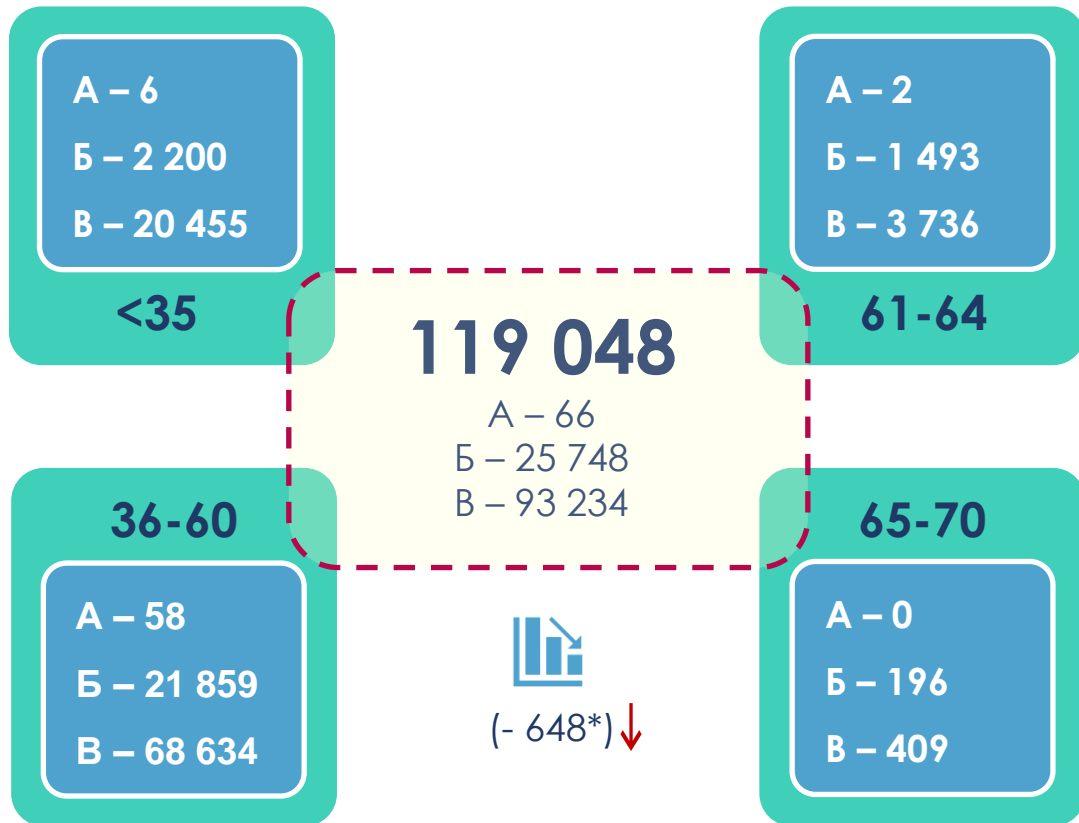 А – 6
Б – 2 200
В – 20 455
<35
А – 2
Б – 1 493
В – 3 736
61-64
119 048
А – 66
Б – 25 748
В – 93 234
36-60
А – 58
Б – 21 859
В – 68 634
65-70
А – 0
Б – 196
В – 409
(- 648*)